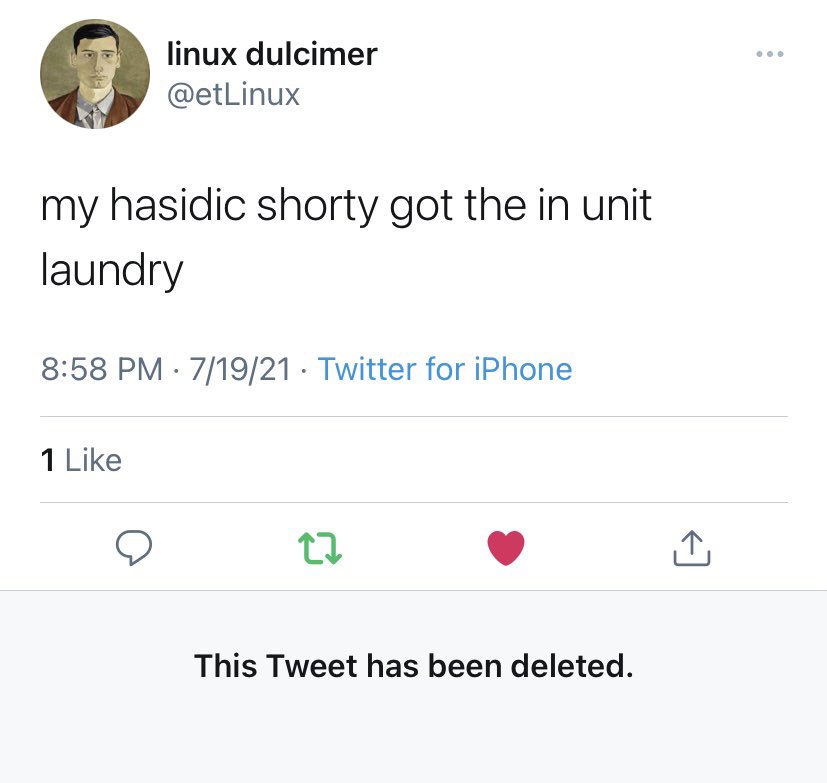 linux dulcimer
@etLinux
my hasidic shorty got the in unit
laundry
8:58 PM · 7/19/21 · Twitter for iPhone
1 Like
This Tweet has been deleted.